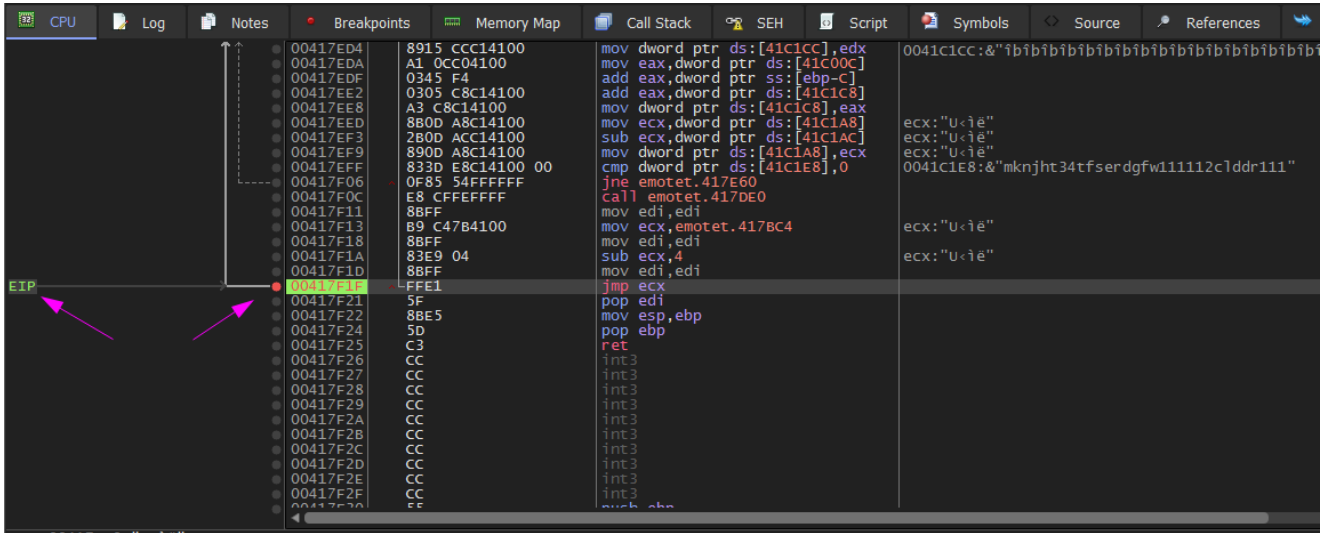 CPU Log Notes Breakpoints Memory Map Call Stack SEH Script Symbols Source References
00417ED4 8915 CCC14100 mov dword ptr ds:[41C1CC],edx 0041C1CC:&"îbîbîbîbîbîbîbîbîbîbîbîbîbîbîbîbîbîbî
00417EDA A1 0CC04100 mov eax,dword ptr ds:[41C00C]
00417EDF 0345 F4 add eax,dword ptr ss:[ebp-C]
00417EE2 0305 C8C14100 add eax,dword ptr ds:[41C1C8]
00417EE8 A3 C8C14100 mov dword ptr ds:[41C1C8],eax
00417EED 8B0D A8C14100 mov ecx,dword ptr ds:[41C1A8] ecx:"U‹ìë"
00417EF3 2B0D ACC14100 sub ecx,dword ptr ds:[41C1AC] ecx:"U‹ìë"
00417EF9 890D A8C14100 mov dword ptr ds:[41C1A8],ecx ecx:"U‹ìë"
00417EFF 833D E8C14100 00 cmp dword ptr ds:[41C1E8],0 0041C1E8:&"mknjht34tfserdgfw111112clddr111"
00417F06 0F85 54FFFFFF jne emotet.417E60
00417F0C E8 CFFEFFFF call emotet.417DE0
00417F11 8BFF mov edi,edi
00417F13 B9 C47B4100 mov ecx,emotet.417BC4 ecx:"U‹ìë"
00417F18 8BFF mov edi,edi
00417F1A 83E9 04 sub ecx,4 ecx:"U‹ìë"
00417F1D 8BFF mov edi,edi
EIP 00417F1F FFE1 jmp ecx
00417F21 5F pop edi
00417F22 8BE5 mov esp,ebp
00417F24 5D pop ebp
00417F25 C3 ret
00417F26 CC int3
00417F27 CC int3
00417F28 CC int3
00417F29 CC int3
00417F2A CC int3
00417F2B CC int3
00417F2C CC int3
00417F2D CC int3
00417F2E CC int3
00417F2F CC int3
00417F30 55 push ebp